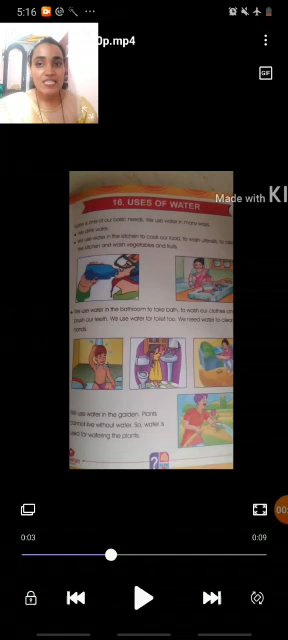 5:16
0p.mp4
GIF
Made with KI
16. USES OF WATER
is one of our basic needs. We use water in many ways.
We drink water.
We use water in the kitchen to cook our food, to wash utensils, to
the kitchen and wash vegetables and fruits.
We use water in the bathroom to take bath, to wash our clothes
brush our teeth. We use water for toilet too. We need water to clean
use water in the garden. Plants
cannot live without water. So, water is
used for watering the plants.
0:03
0:09
00: